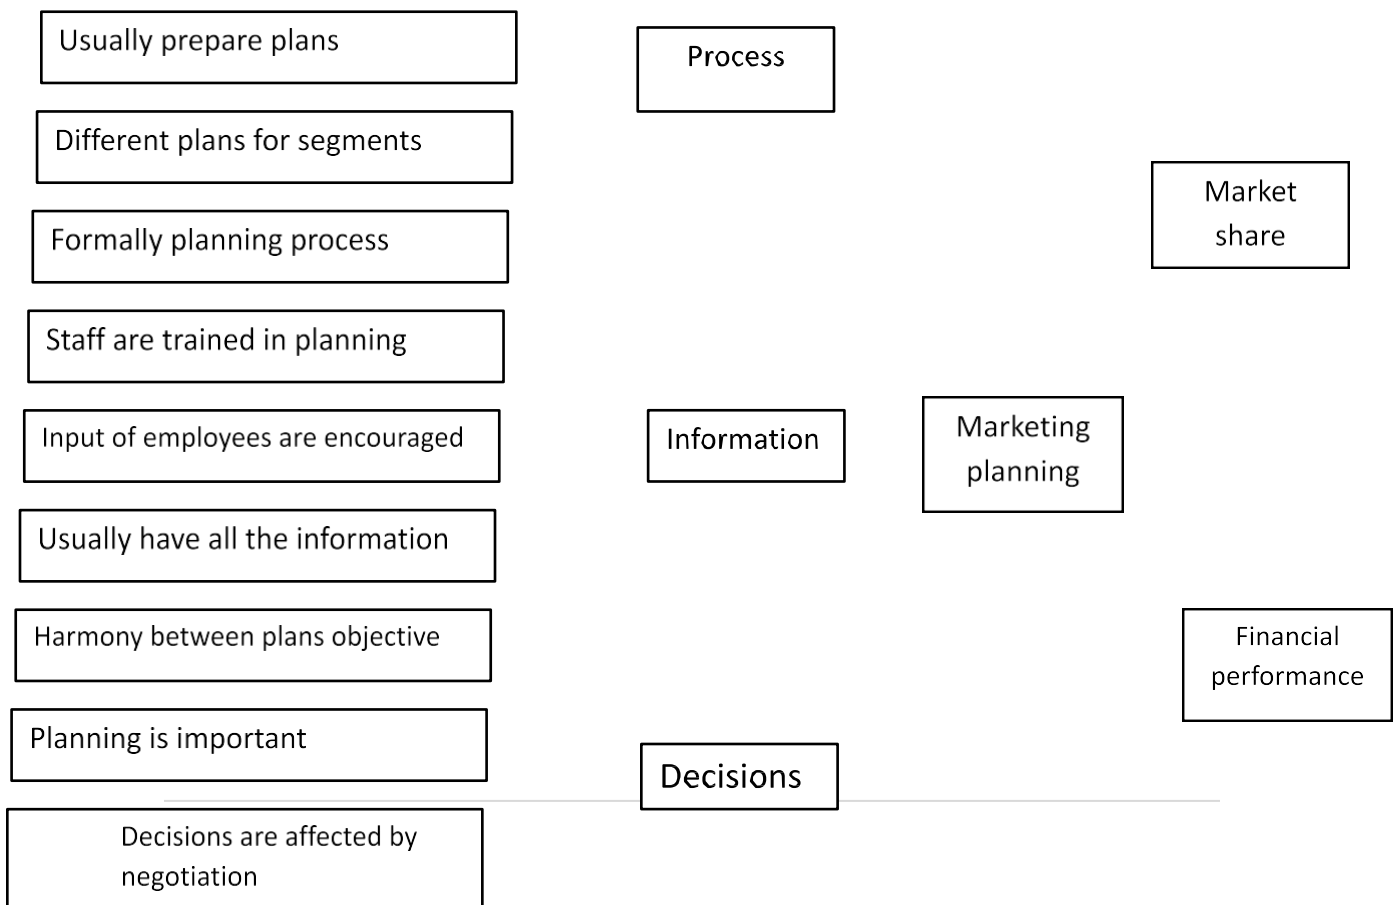 Usually prepare plans
Different plans for segments
Formally planning process
Staff are trained in planning
Input of employees are encouraged
Usually have all the information
Harmony between plans objective
Planning is important
Decisions are affected by
negotiation
Process
Information
Decisions
Marketing
planning
Market
share
Financial
performance